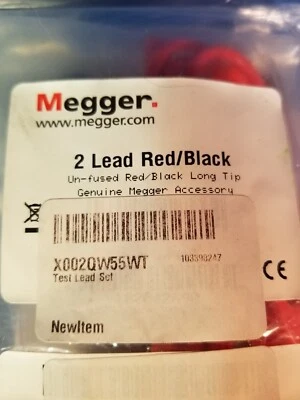 Megger.
www.megger.com
2 Lead Red/Black
Un-fused Red/Black Long Tip
Genuine Megger Accessory
X002QW55WT
103390247
Test Lead Set
CE
NewItem